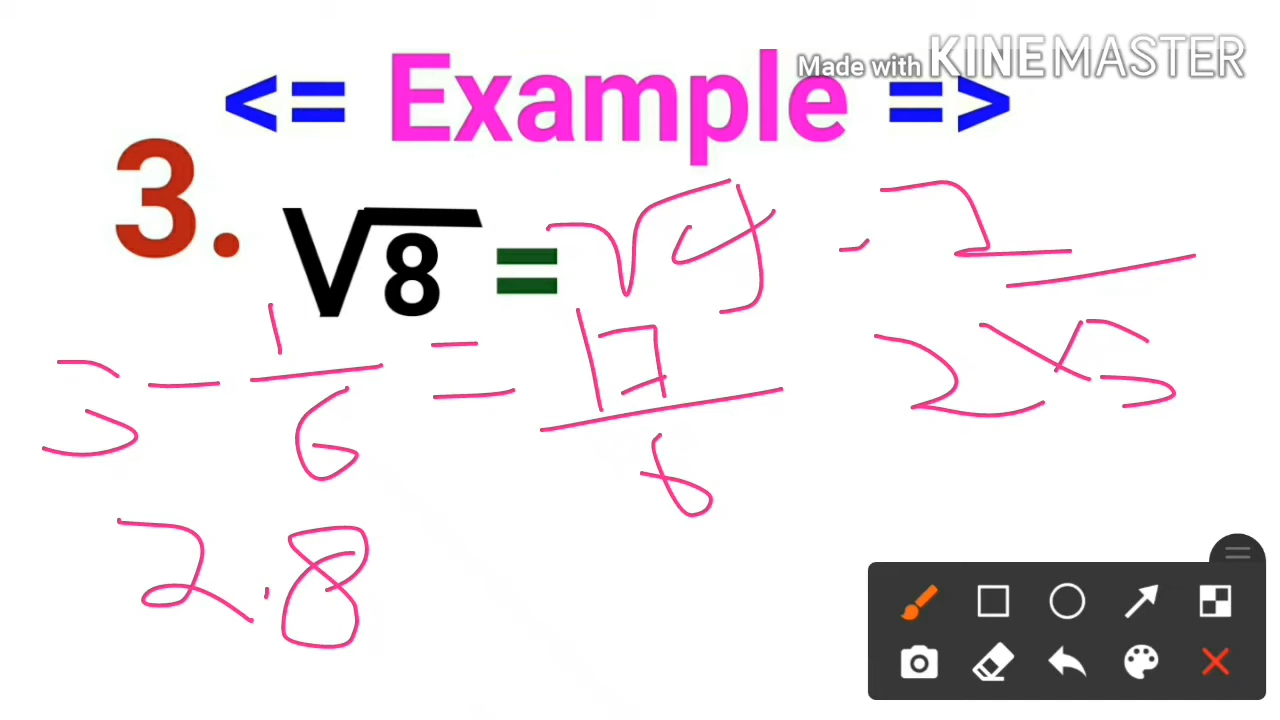 Made with KINEMASTER
<= Example =>
3. √8 = √9 - 2
3 - 1/6 = 17/6 2×3
2.8